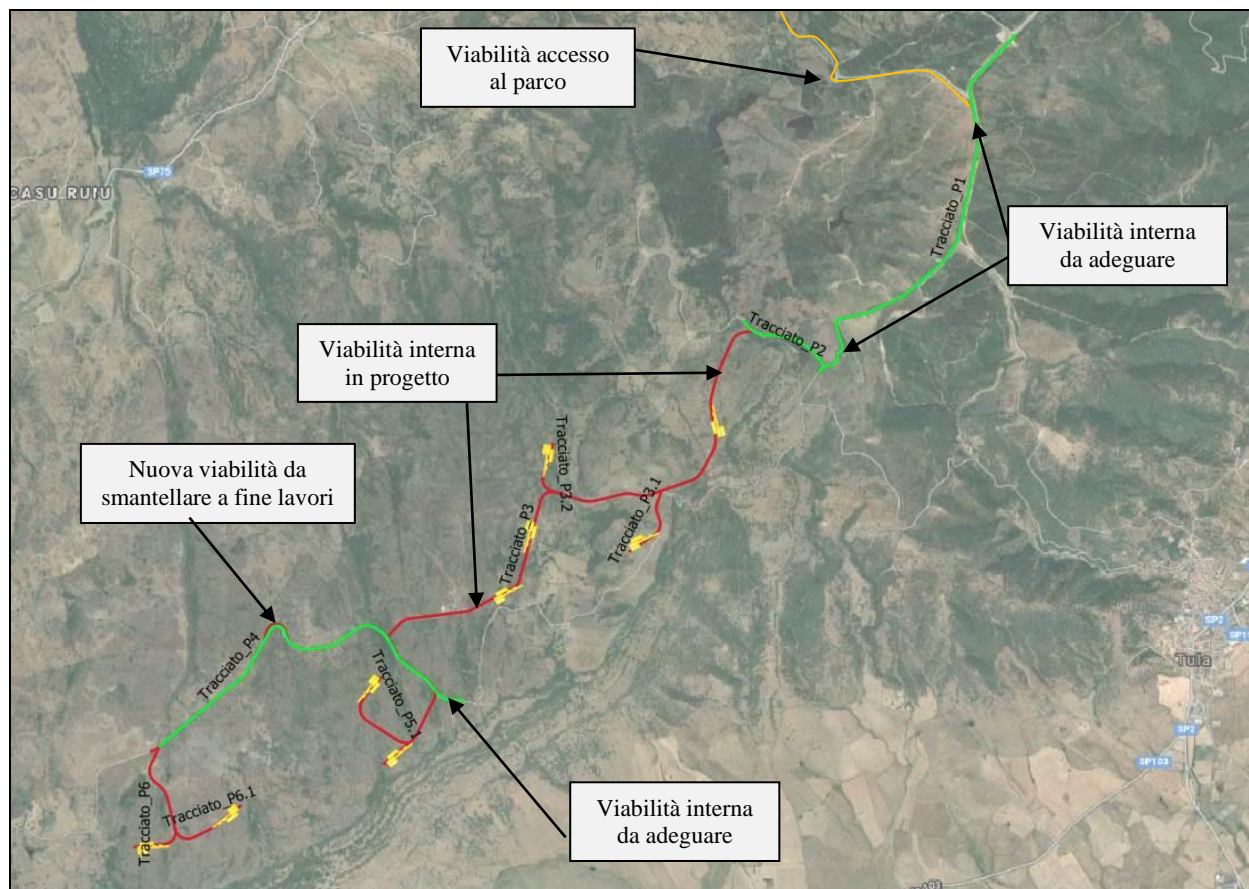 Viabilità accesso
al parco
SP75
CASU RUIU
Tracciato_P1
Viabilità interna
da adeguare
Tracciato_P2
Viabilità interna
in progetto
Tracciato_P3.2
Tracciato_P3.1
Tracciato_P3
Nuova viabilità da
smantellare a fine lavori
Tracciato_P4
Tracciato_P5.1
SP2
Tula
SP2
SP103
Tracciato_P6
Tracciato_P6.1
Viabilità interna
da adeguare